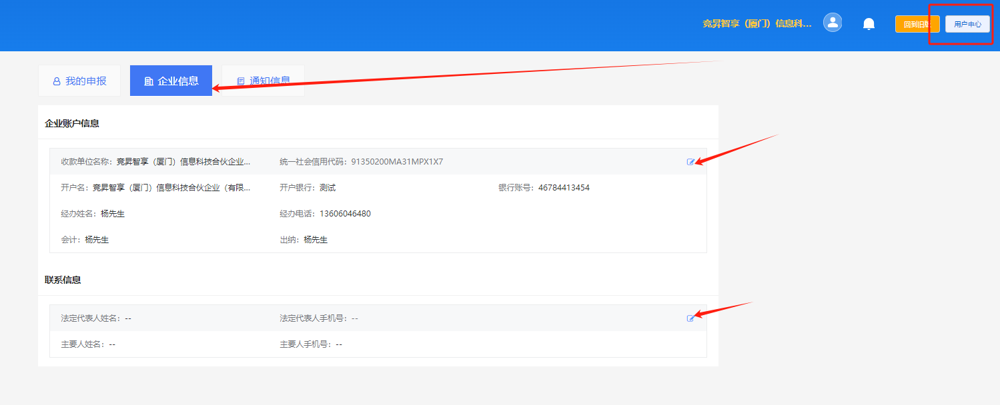 竞昇智享（厦门）信息科... 回到旧版 用户中心
我的申报 企业信息 通知信息
企业账户信息
收款单位名称：竞昇智享（厦门）信息科技合伙企业... 统一社会信用代码：91350200MA31MPX1X7
开户名：竞昇智享（厦门）信息科技合伙企业（有限... 开户银行：测试 银行账号：46784413454
经办姓名：杨先生 经办电话：13606046480
会计：杨先生 出纳：杨先生
联系信息
法定代表人姓名：-- 法定代表人手机号：--
主要人姓名：-- 主要人手机号：--